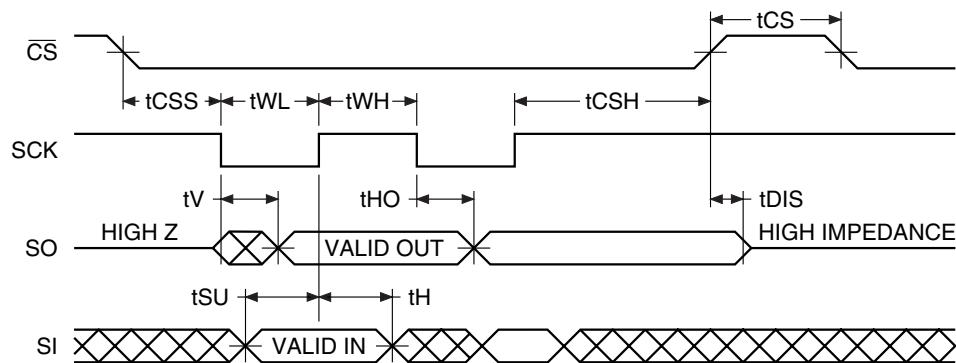 tCS
C̅S̅
tCSS tWL tWH tCSH
SCK
tV tHO tDIS
HIGH Z VALID OUT HIGH IMPEDANCE
SO
tSU tH
SI VALID IN